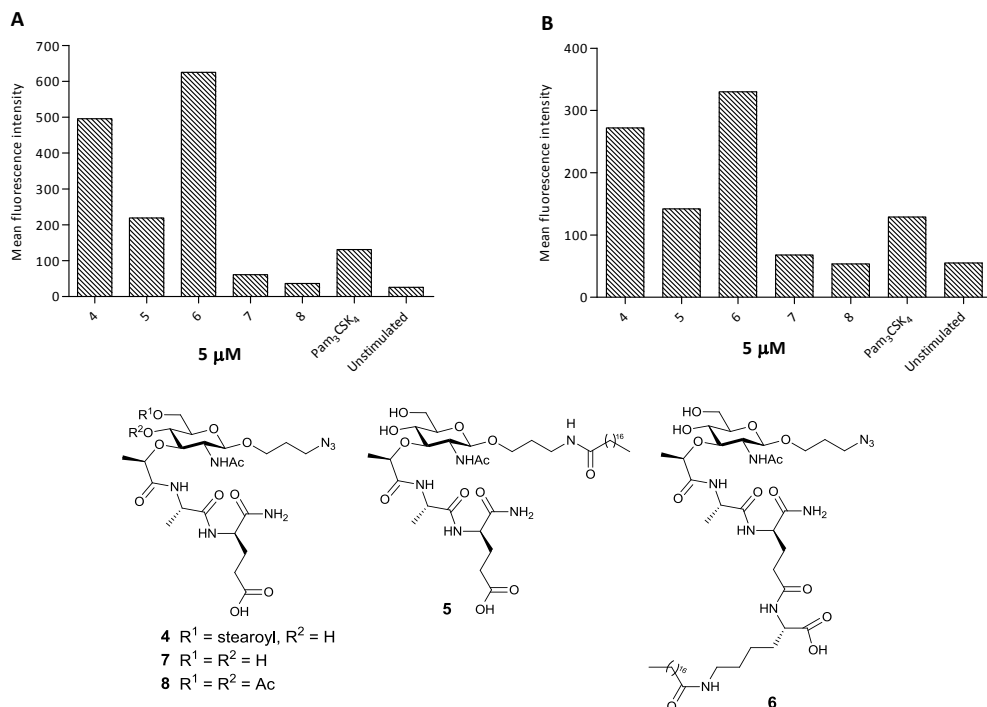 A
Mean fluorescence intensity
700
600
500
400
300
200
100
0
4
5
6
7
8
Pam₃CSK₄
Unstimulated
5 µM
B
Mean fluorescence intensity
400
300
200
100
0
4
5
6
7
8
Pam₃CSK₄
Unstimulated
5 µM
R¹O
R²O
O
O
O
NHAc
N₃
O
O
NH
O
O
HN
NH₂
O
OH
4 R¹ = stearoyl, R² = H
7 R¹ = R² = H
8 R¹ = R² = Ac
HO
HO
O
O
O
NHAc
H
N
16
O
O
NH
O
O
HN
NH₂
O
OH
5
HO
HO
O
O
O
NHAc
N₃
O
NH
O
O
HN
NH₂
O
HN
O
OH
16
O
NH
6